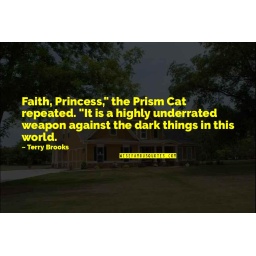 Faith, Princess," the Prism Cat
repeated. "It is a highly underrated
weapon against the dark things in this
world.
~ Terry Brooks